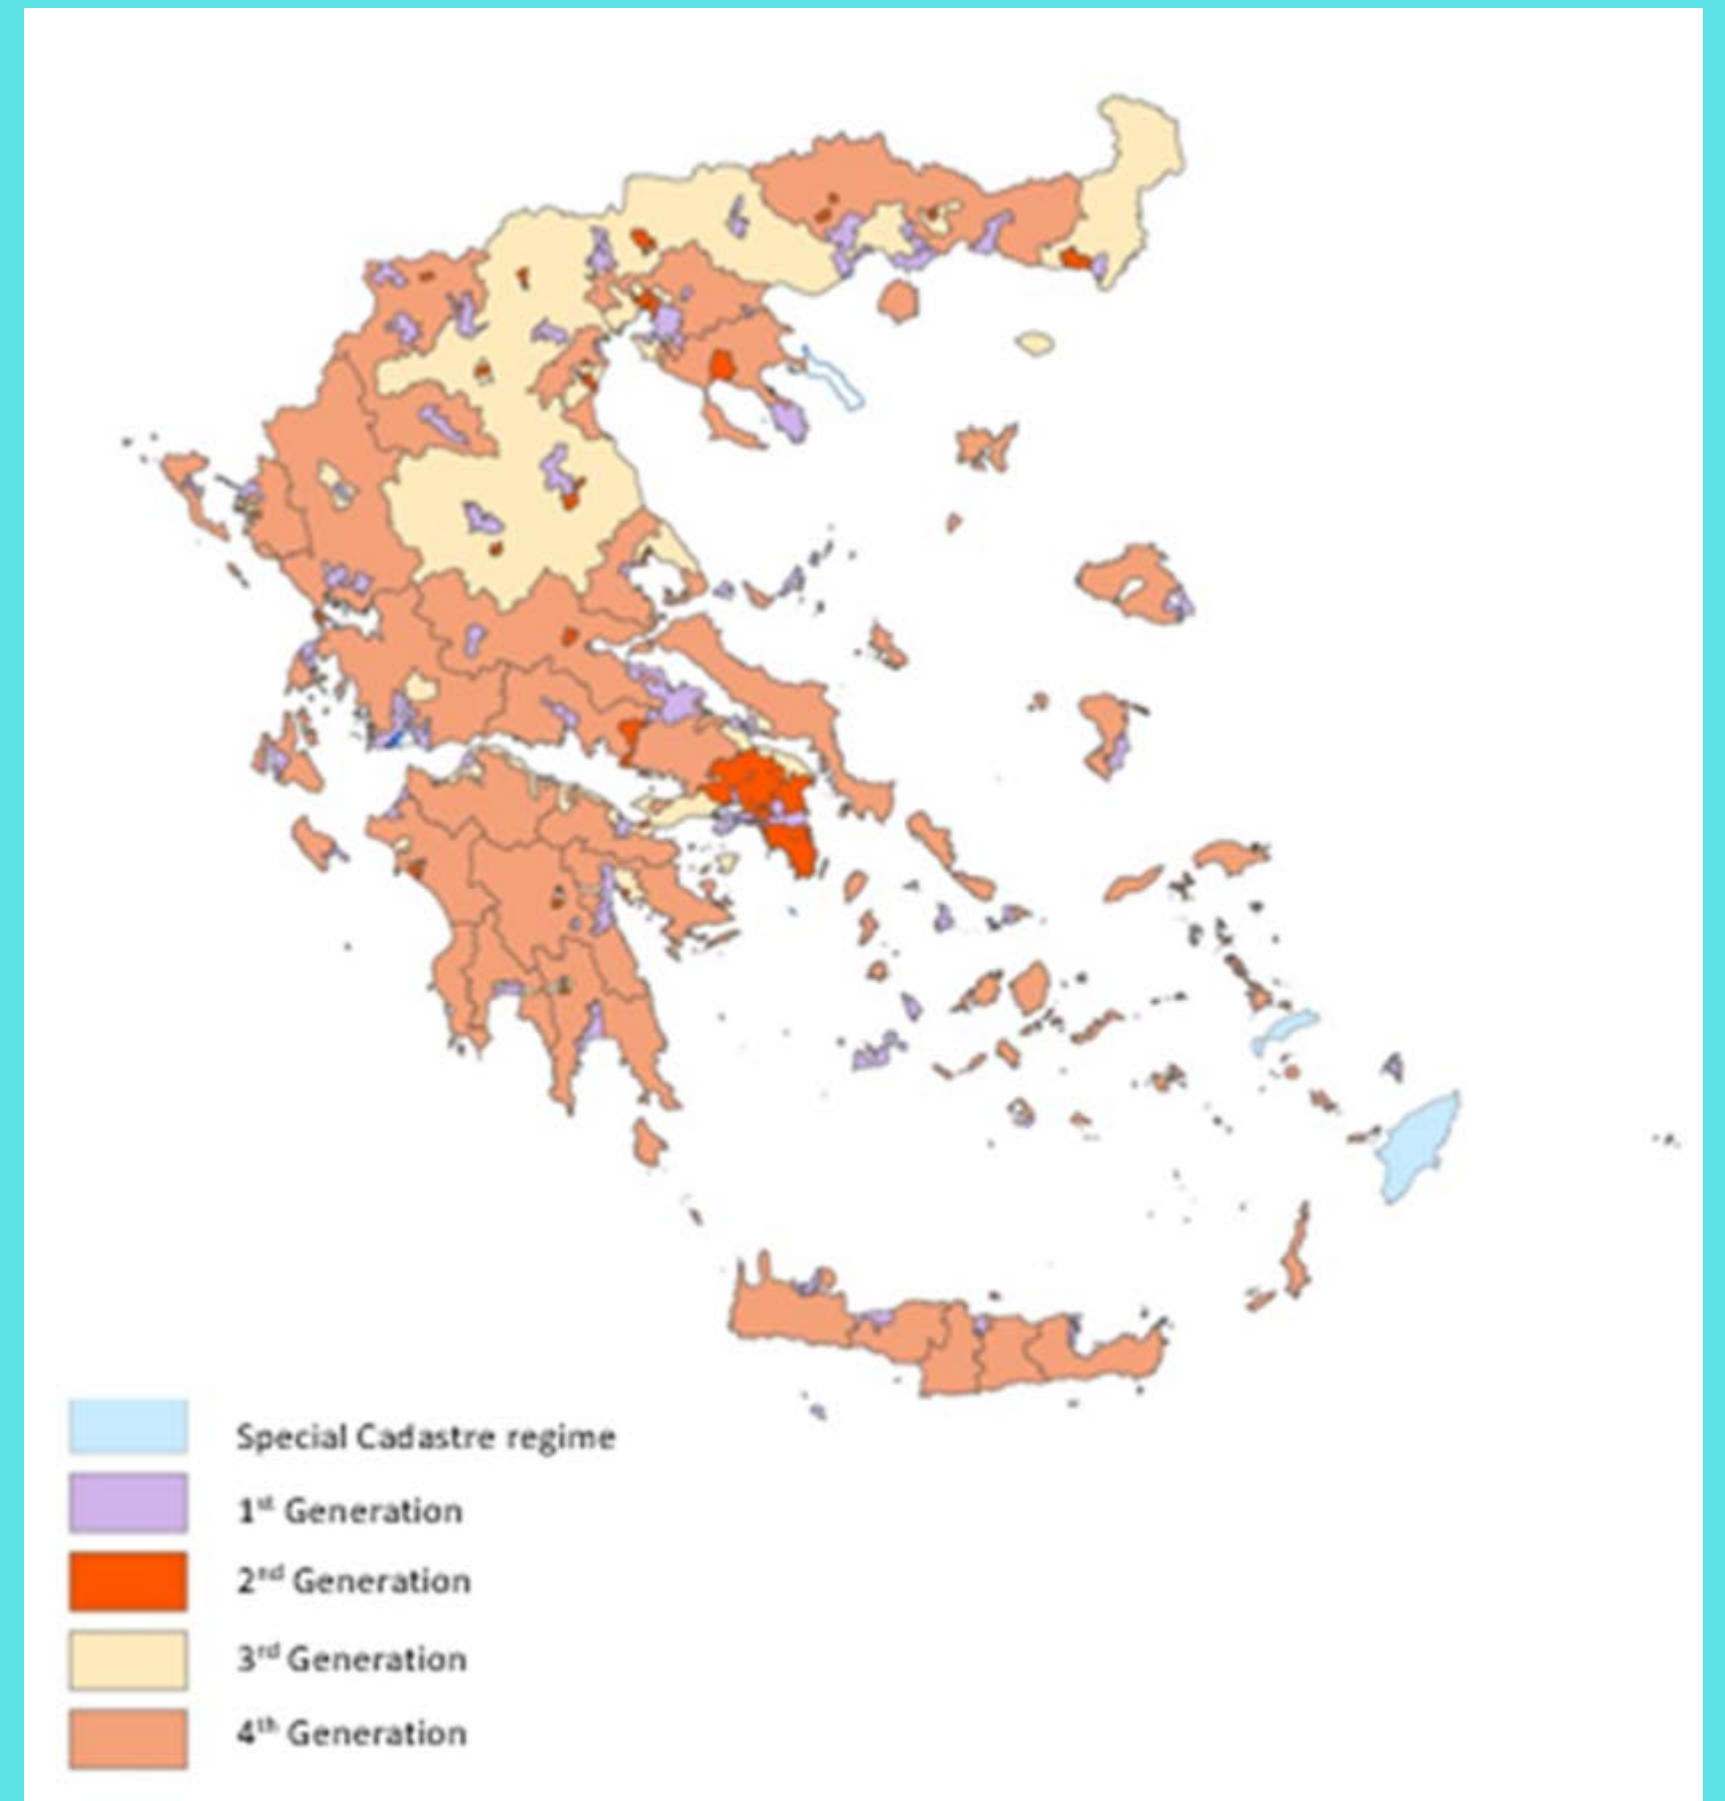 Special Cadastre regime
1st Generation
2nd Generation
3rd Generation
4th Generation